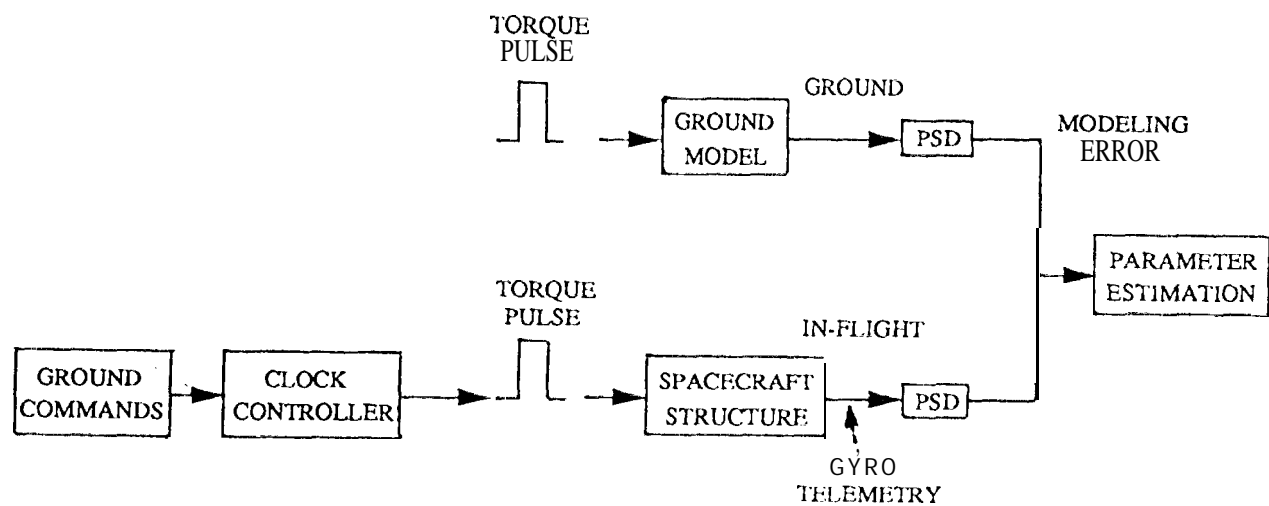 TORQUE
PULSE
GROUND
GROUND
MODEL
PSD
MODELING
ERROR
PARAMETER
ESTIMATION
TORQUE
PULSE
IN-FLIGHT
GROUND
COMMANDS
CLOCK
CONTROLLER
SPACECRAFT
STRUCTURE
PSD
GYRO
TELEMETRY